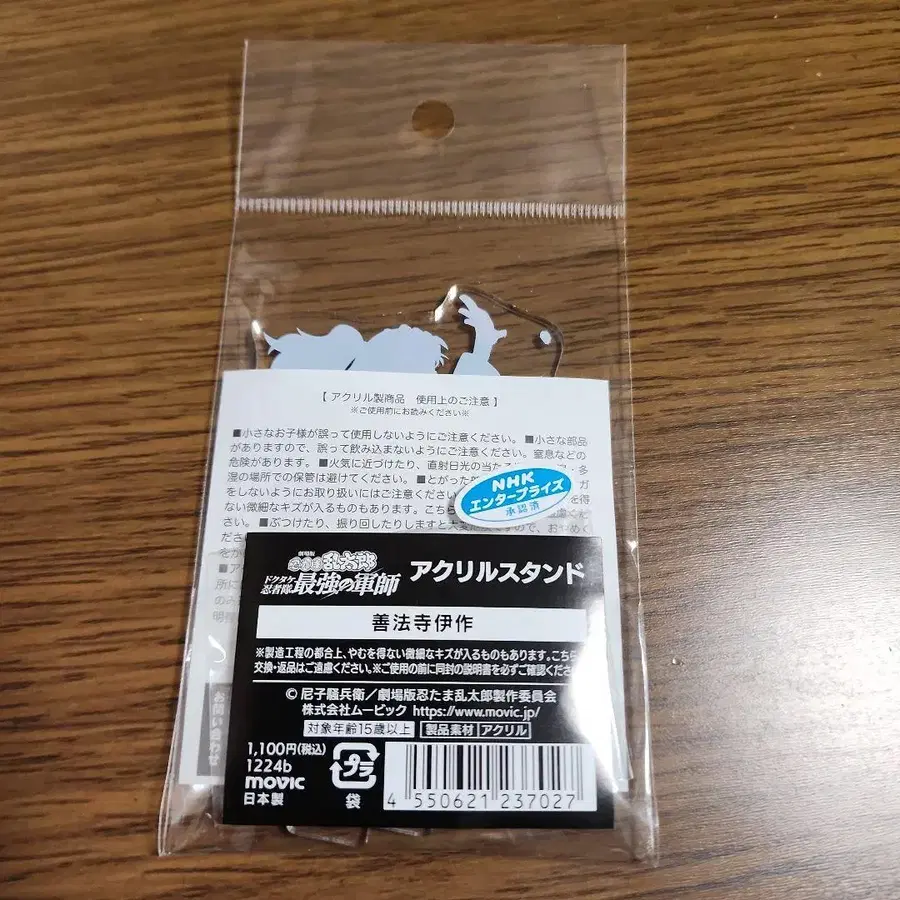 【 アクリル製商品　使用上のご注意 】
※ご使用前にお読みください※
■小さなお子様が誤って使用しないようにご注意ください。 ■小さな部品
がありますので、誤って飲み込まないようにご注意ください。窒息などの
危険があります。 ■火気に近づけたり、直射日光の当たる
湿の場所での保管は避けてください。 ■とがった
をしないようにお取り扱いにはご注意ください
ない微細なキズが入るものもあります。こちら
さい。 ■ぶつけたり、振り回したりしますと大変
NHK
エンタープライズ
承認済
劇場版
忍たま乱太郎
ドクタケ忍者隊 最強の軍師
アクリルスタンド
善法寺伊作
※製造工程の都合上、やむを得ない微細なキズが入るものもあります。こちら
交換・返品はご遠慮ください。※ご使用の前に同封の説明書を必ずご確認くださ
© 尼子騒兵衛／劇場版忍たま乱太郎製作委員会
株式会社ムービック https://www.movic.jp/
対象年齢15歳以上 製品素材 アクリル
1,100円(税込)
1224b
movic
日本製
プラ
袋
4 550621 237027
お問い合わせ